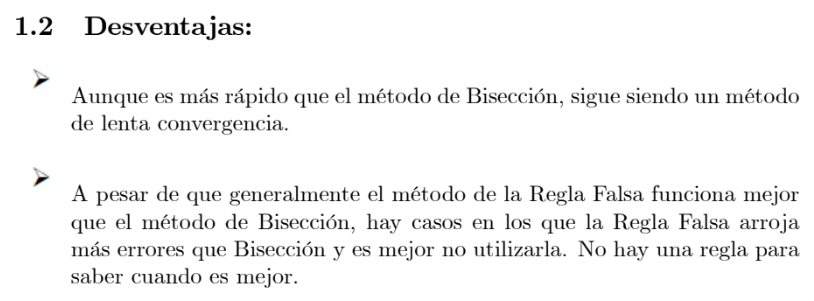 1.2 Desventajas:
➢
Aunque es más rápido que el método de Bisección, sigue siendo un método
de lenta convergencia.
➢
A pesar de que generalmente el método de la Regla Falsa funciona mejor
que el método de Bisección, hay casos en los que la Regla Falsa arroja
más errores que Bisección y es mejor no utilizarla. No hay una regla para
saber cuando es mejor.